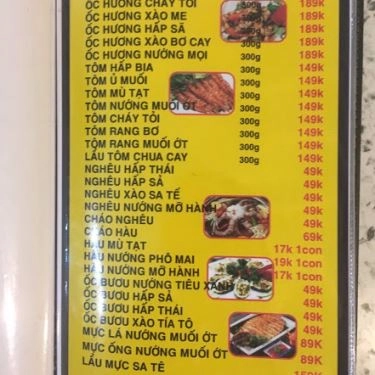 ỐC HƯƠNG CHÁY TỎI 300g 189k
ỐC HƯƠNG XÀO ME 300g 189k
ỐC HƯƠNG HẤP SẢ 300g 189k
ỐC HƯƠNG XÀO BƠ CAY 300g 189k
ỐC HƯƠNG NƯỚNG MỌI 300g 189k
TÔM HẤP BIA 300g 149k
TÔM Ủ MUỐI 300g 149k
TÔM MÙ TẠT 300g 149k
TÔM NƯỚNG MUỐI ỚT 300g 149k
TÔM CHÁY TỎI 300g 149k
TÔM RANG BƠ 300g 149k
TÔM RANG MUỐI ỚT 300g 149k
LẨU TÔM CHUA CAY 300g 149k
NGHÊU HẤP THÁI 49k
NGHÊU HẤP SẢ 49k
NGHÊU XÀO SA TẾ 49k
NGHÊU NƯỚNG MỠ HÀNH 49k
CHÁO NGHÊU 49k
CHÁO HÀU 69k
HÀU MÙ TẠT 17k 1con
HÀU NƯỚNG PHÔ MAI 19k 1con
HÀU NƯỚNG MỠ HÀNH 17k 1con
ỐC BƯƠU NƯỚNG TIÊU XANH 49k
ỐC BƯƠU HẤP SẢ 49k
ỐC BƯƠU HẤP THÁI 49k
ỐC BƯƠU XÀO TÍA TÔ 49k
MỰC LÁ NƯỚNG MUỐI ỚT 89K
MỰC ỐNG NƯỚNG MUỐI ỚT 89K
LẨU MỰC SA TẾ